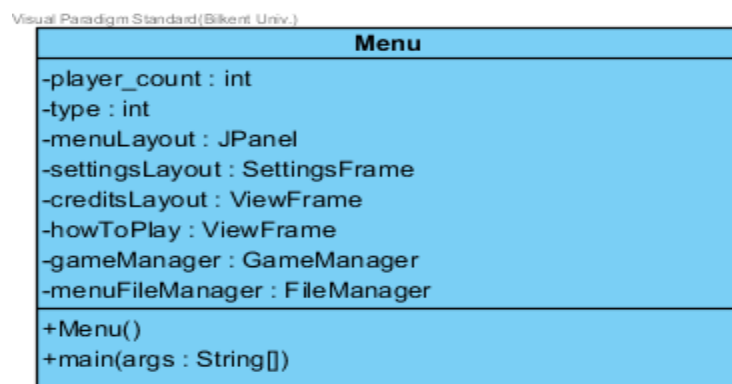 Visual Paradigm Standard(Bilkent Univ.)
Menu
-player_count : int
-type : int
-menuLayout : JPanel
-settingsLayout : SettingsFrame
-creditsLayout : ViewFrame
-howToPlay : ViewFrame
-gameManager : GameManager
-menuFileManager : FileManager
+Menu()
+main(args : String[])